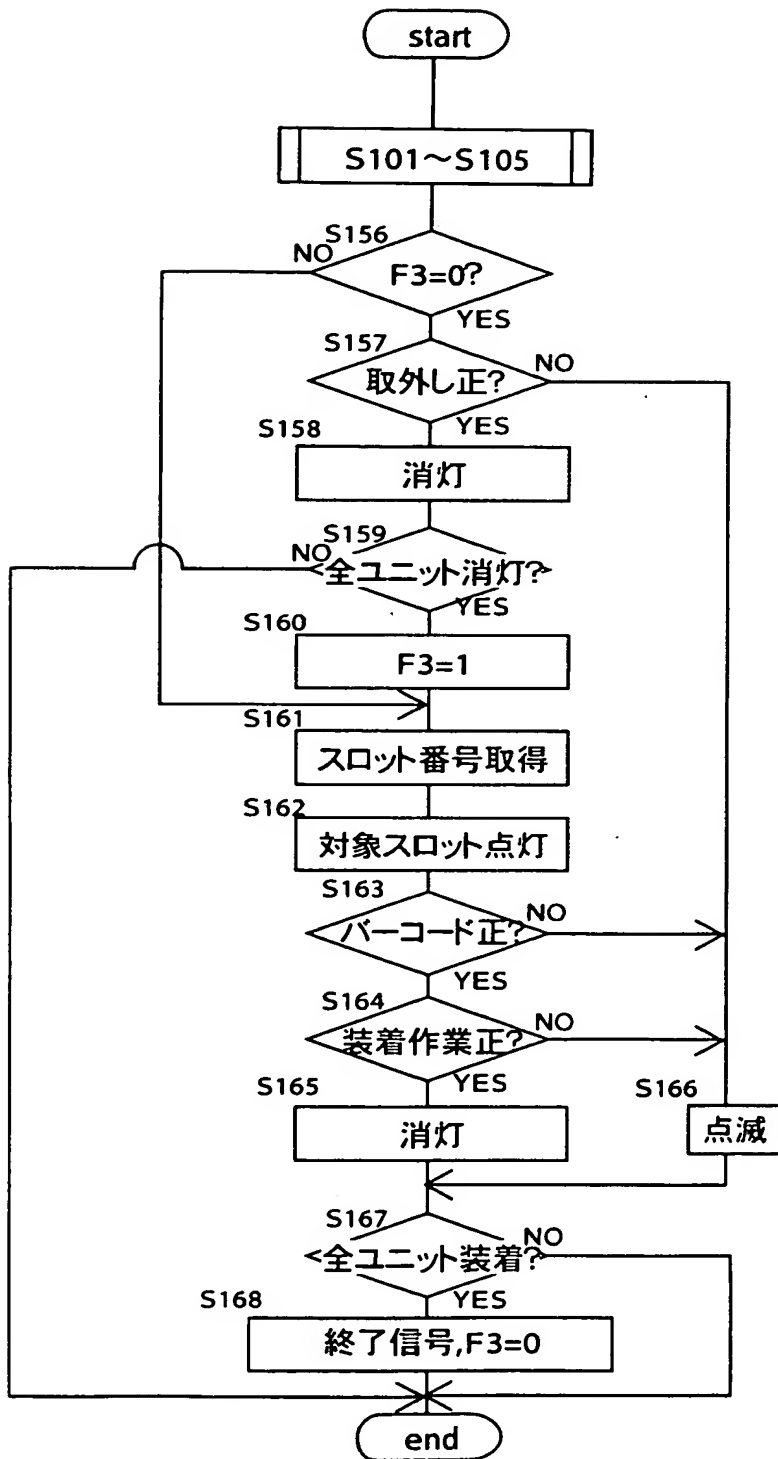 start
S101～S105
S156
NO
F3=0?
YES
S157
NO
取外し正?
YES
S158
消灯
S159
NO
全ユニット消灯?
YES
S160
F3=1
S161
スロット番号取得
S162
対象スロット点灯
S163
NO
バーコード正?
YES
S164
NO
装着作業正?
YES
S165
S166
消灯
点滅
S167
NO
全ユニット装着?
YES
S168
終了信号,F3=0
end